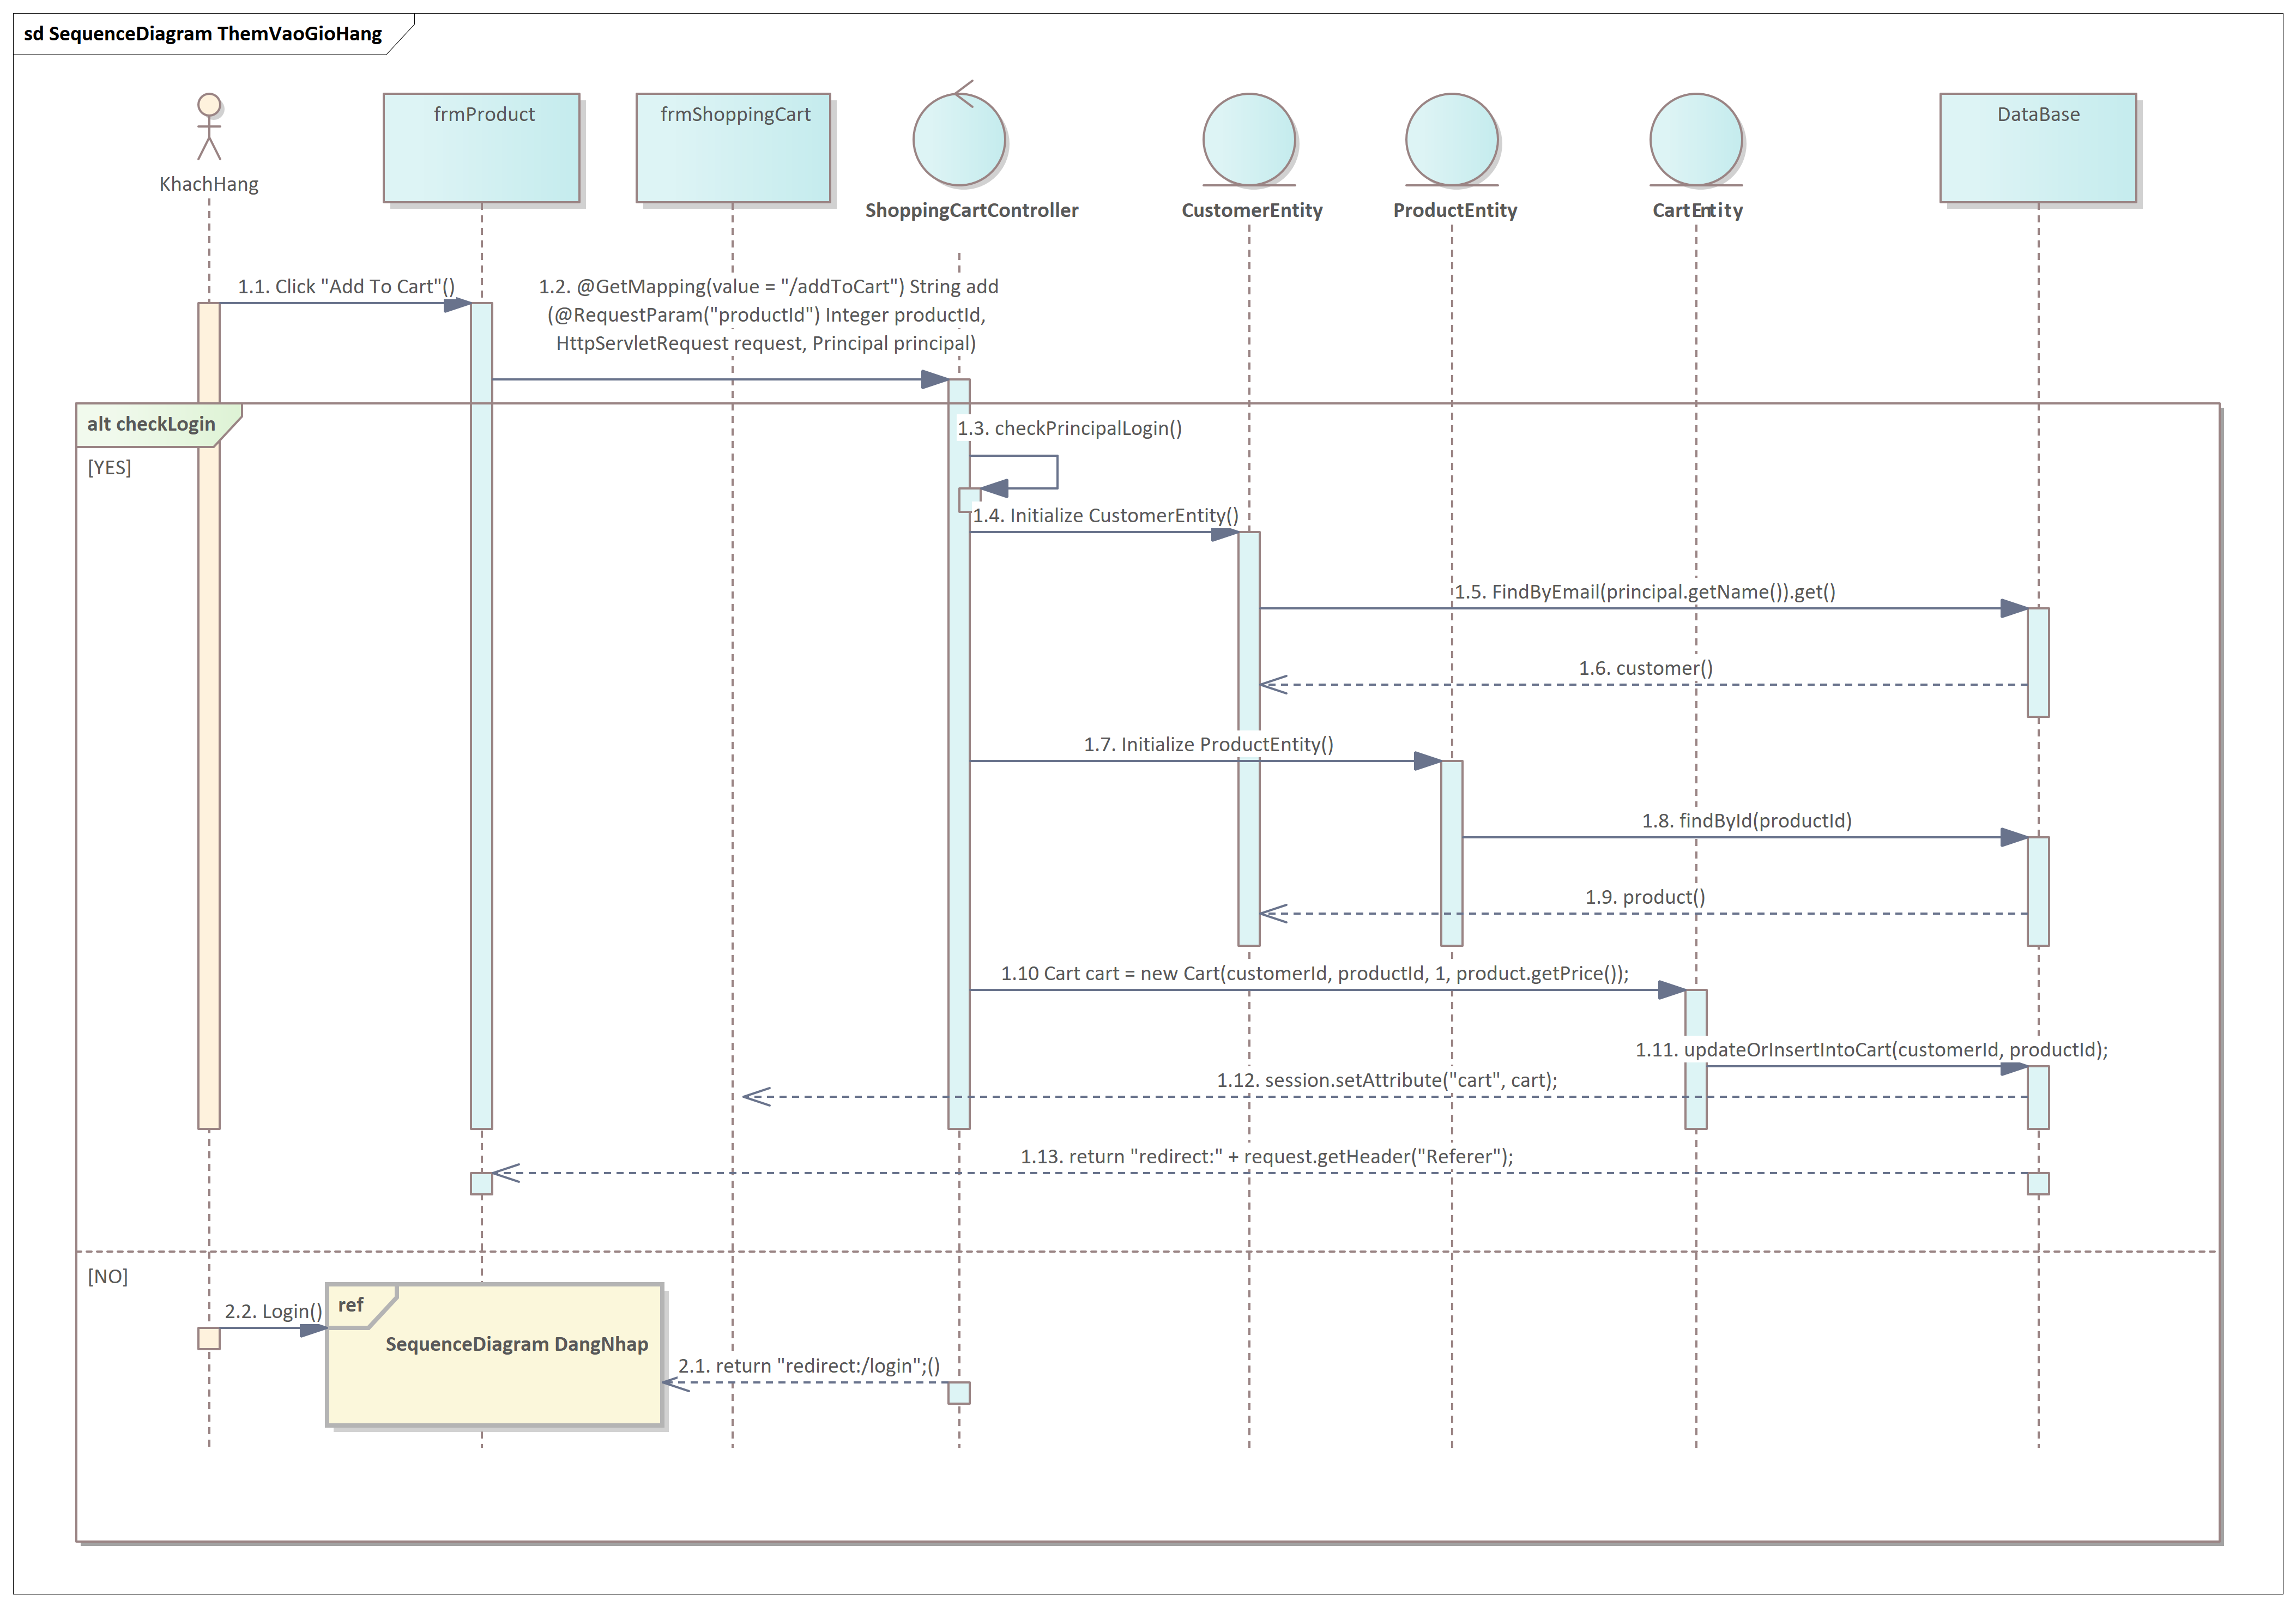 sd SequenceDiagram ThemVaoGioHang
KhachHang
frmProduct
frmShoppingCart
ShoppingCartController
CustomerEntity
ProductEntity
CartEntity
DataBase
1.1. Click "Add To Cart"()
1.2. @GetMapping(value = "/addToCart") String add
(@RequestParam("productId") Integer productId,
HttpServletRequest request, Principal principal)
alt checkLogin
[YES]
1.3. checkPrincipalLogin()
1.4. Initialize CustomerEntity()
1.5. FindByEmail(principal.getName()).get()
1.6. customer()
1.7. Initialize ProductEntity()
1.8. findById(productId)
1.9. product()
1.10 Cart cart = new Cart(customerId, productId, 1, product.getPrice());
1.11. updateOrInsertIntoCart(customerId, productId);
1.12. session.setAttribute("cart", cart);
1.13. return "redirect:" + request.getHeader("Referer");
[NO]
2.2. Login()
ref
SequenceDiagram DangNhap
2.1. return "redirect:/login";()